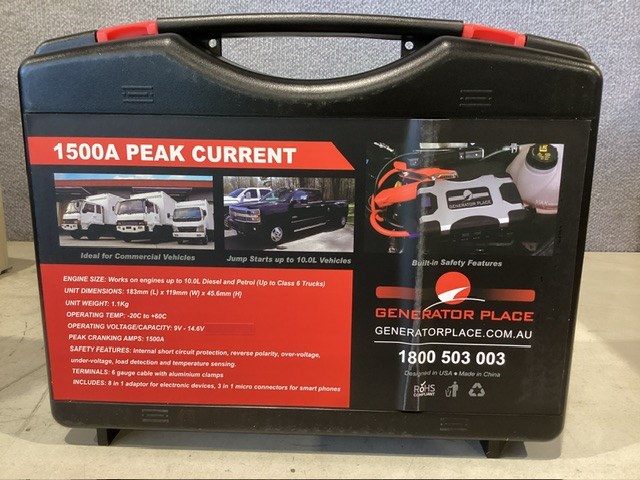 1500A PEAK CURRENT
Ideal for Commercial Vehicles
Jump Starts up to 10.0L Vehicles
ENGINE SIZE: Works on engines up to 10.0L Diesel and Petrol (Up to Class 6 Trucks)
UNIT DIMENSIONS: 183mm (L) x 119mm (W) x 45.6mm (H)
UNIT WEIGHT: 1.1Kg
OPERATING TEMP: -20C to +60C
OPERATING VOLTAGE/CAPACITY: 9V - 14.6V
PEAK CRANKING AMPS: 1500A
SAFETY FEATURES: Internal short circuit protection, reverse polarity, over-voltage,
under-voltage, load detection and temperature sensing.
TERMINALS: 6 gauge cable with aluminium clamps
INCLUDES: 8 in 1 adaptor for electronic devices, 3 in 1 micro connectors for smart phones
GENERATOR PLACE
Built-in Safety Features
GENERATOR PLACE
GENERATORPLACE.COM.AU
1800 503 003
Designed in USA • Made in China
RoHS
COMPLIANT